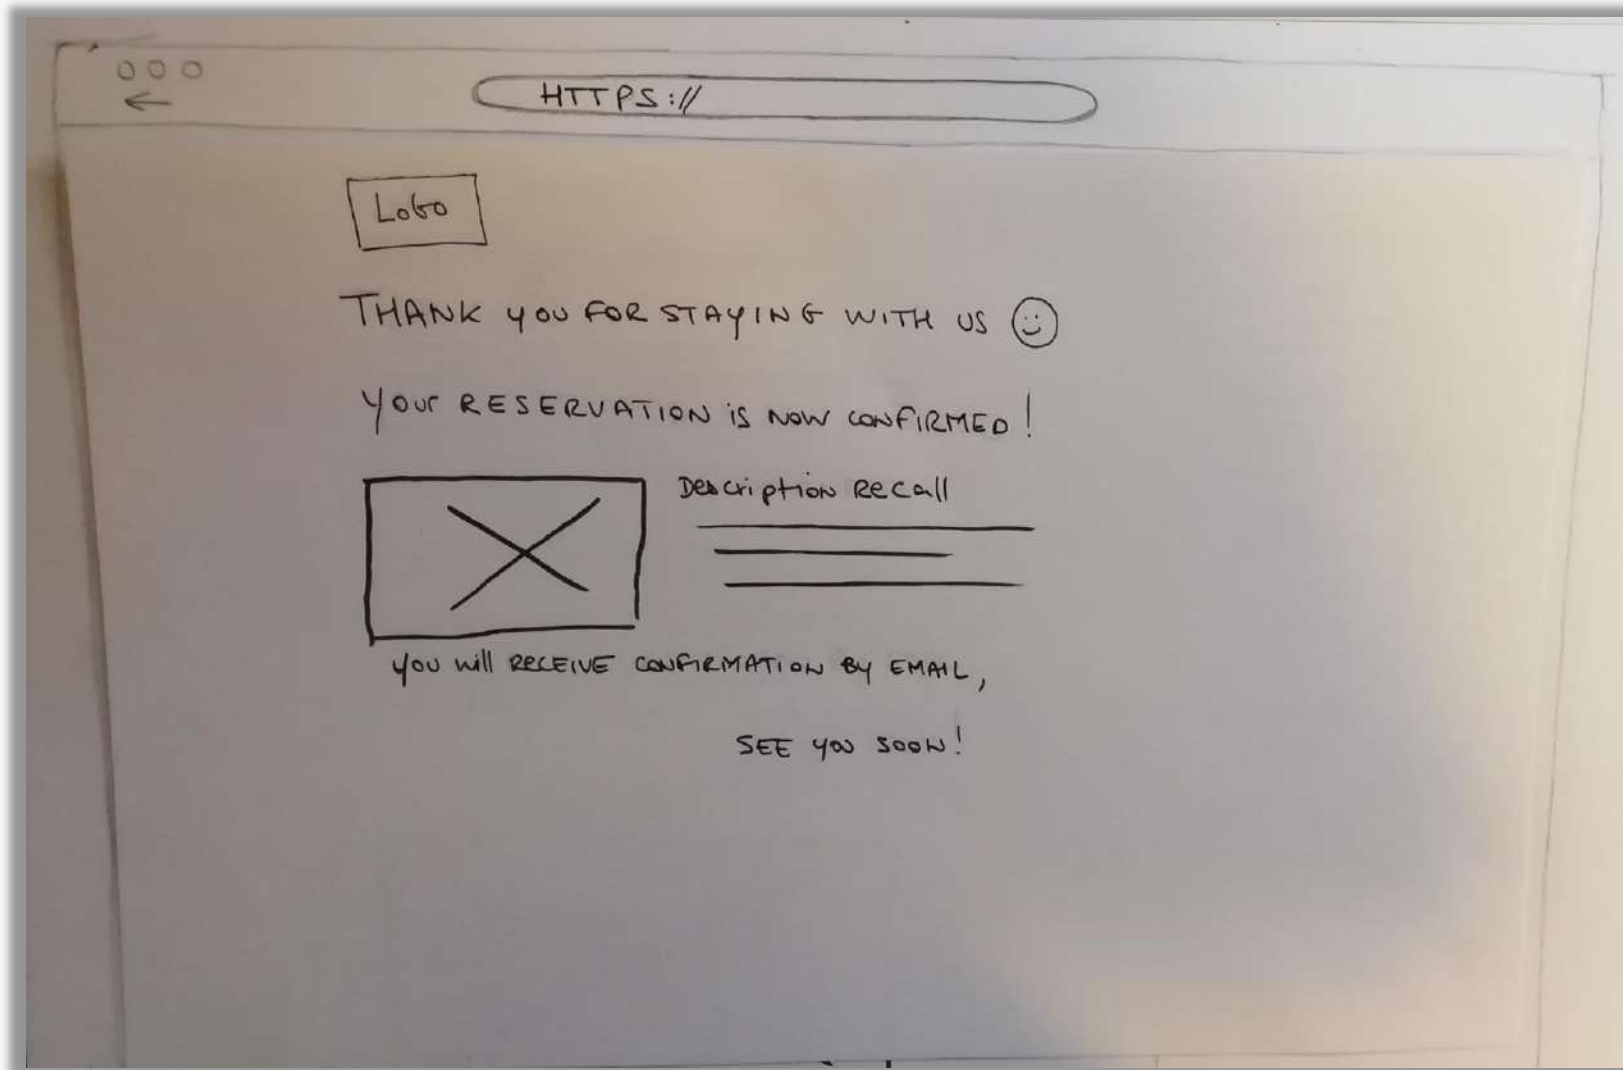 HTTPS://
LOGO
THANK YOU FOR STAYING WITH US
YOUr RESERVATION iS NOW CONFIRMED!
Description Recall
YOU will RECEIVE CONFIRMATION BY EMAIL,
SEE YOU SOON!